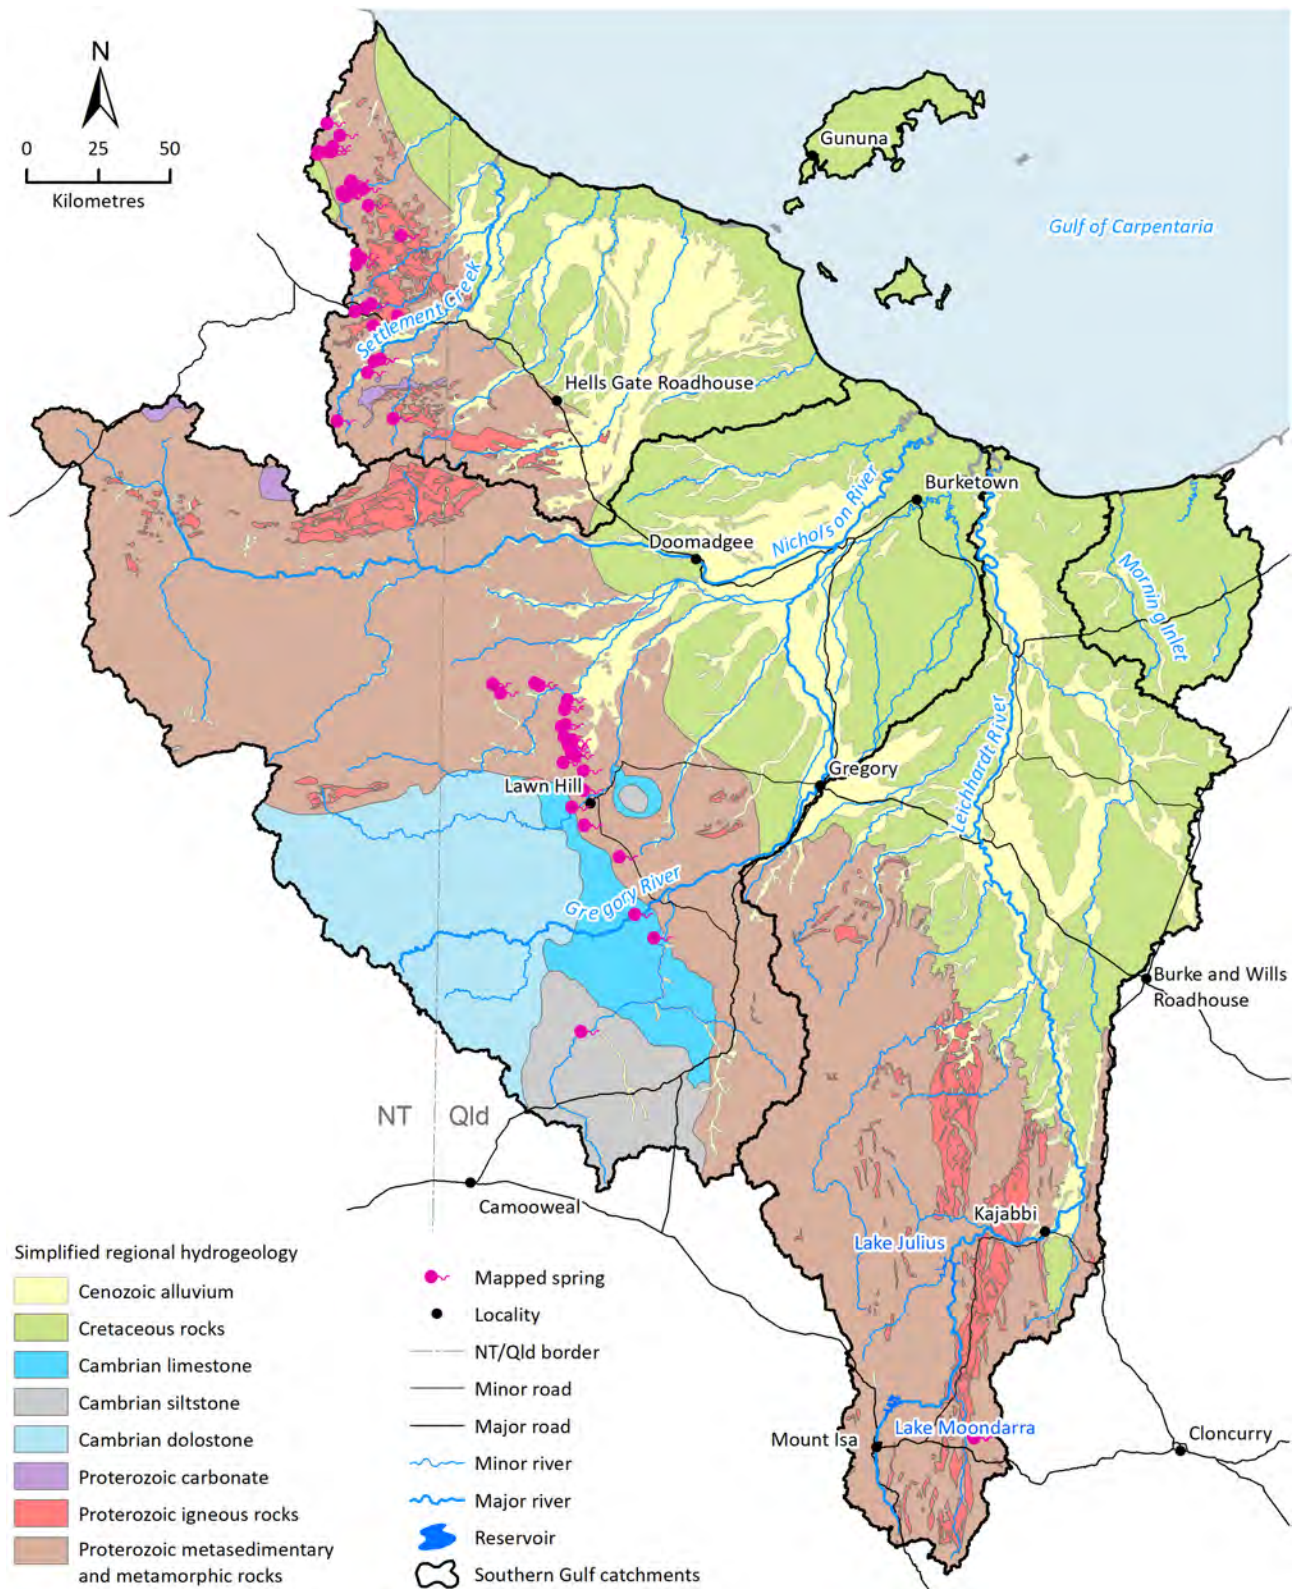 N
0 25 50
Kilometres
Gununa
Gulf of Carpentaria
Settlement Creek
Hells Gate Roadhouse
Burketown
Nicholson River
Doomadgee
Morning Inlet
Leichhardt River
Gregory
Lawn Hill
Gregory River
Burke and Wills
Roadhouse
NT Qld
Camooweal
Kajabbi
Lake Julius
Lake Moondarra
Mount Isa
Cloncurry
Simplified regional hydrogeology
Cenozoic alluvium
Cretaceous rocks
Cambrian limestone
Cambrian siltstone
Cambrian dolostone
Proterozoic carbonate
Proterozoic igneous rocks
Proterozoic metasedimentary
and metamorphic rocks
Mapped spring
Locality
NT/Qld border
Minor road
Major road
Minor river
Major river
Reservoir
Southern Gulf catchments